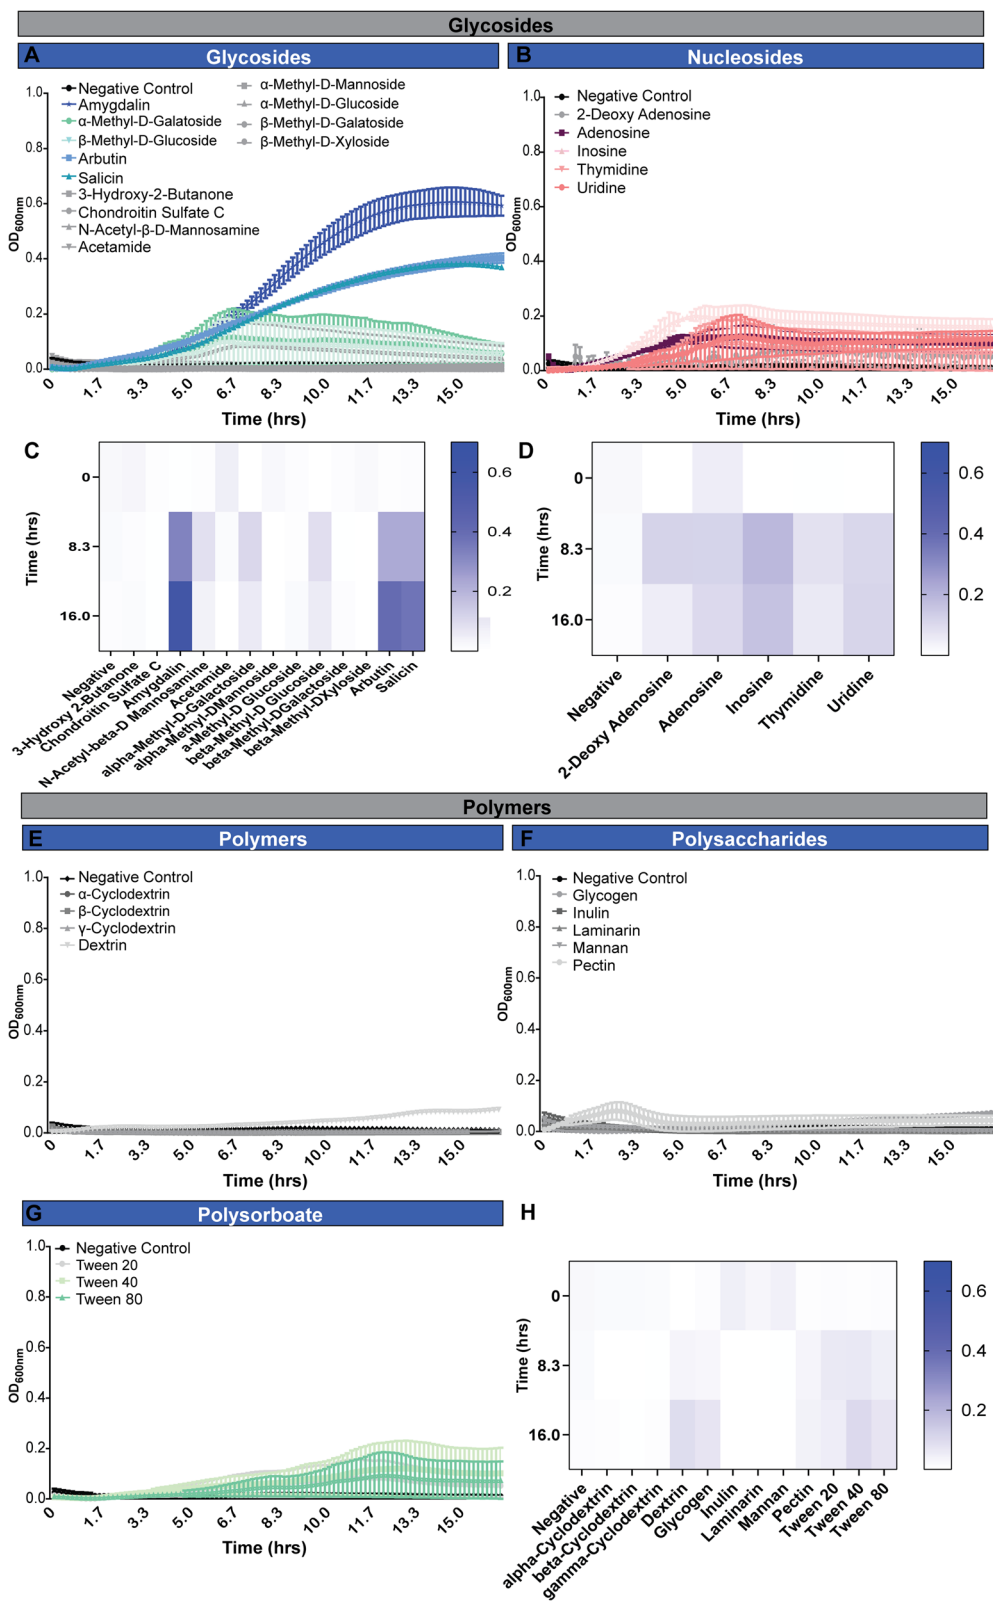 Glycosides
A Glycosides
Negative Control
Amygdalin
α-Methyl-D-Galatoside
β-Methyl-D-Glucoside
Arbutin
Salicin
3-Hydroxy-2-Butanone
Chondroitin Sulfate C
N-Acetyl-β-D-Mannosamine
Acetamide
α-Methyl-D-Mannoside
α-Methyl-D-Glucoside
β-Methyl-D-Galatoside
β-Methyl-D-Xyloside
1.0
0.8
0.6
0.4
0.2
0.0
OD600nm
0 1.7 3.3 5.0 6.7 8.3 10.0 11.7 13.3 15.0
Time (hrs)
B Nucleosides
Negative Control
2-Deoxy Adenosine
Adenosine
Inosine
Thymidine
Uridine
1.0
0.8
0.6
0.4
0.2
0.0
OD600nm
0 1.7 3.3 5.0 6.7 8.3 10.0 11.7 13.3 15.0
Time (hrs)
C
0
8.3
16.0
Time (hrs)
0.6
0.4
0.2
Negative
3-Hydroxy 2-Butanone
Chondroitin Sulfate C
Amygdalin
N-Acetyl-beta-D Mannosamine
Acetamide
alpha-Methyl-D-Galactoside
alpha-Methyl-DMannoside
a-Methyl-D Glucoside
beta-Methyl-D Glucoside
beta-Methyl-DGalactoside
beta-Methyl-DXyloside
Arbutin
Salicin
D
0
8.3
16.0
Time (hrs)
0.6
0.4
0.2
Negative
2-Deoxy Adenosine
Adenosine
Inosine
Thymidine
Uridine
Polymers
E Polymers
Negative Control
α-Cyclodextrin
β-Cyclodextrin
γ-Cyclodextrin
Dextrin
1.0
0.8
0.6
0.4
0.2
0.0
OD600nm
0 1.7 3.3 5.0 6.7 8.3 10.0 11.7 13.3 15.0
Time (hrs)
F Polysaccharides
Negative Control
Glycogen
Inulin
Laminarin
Mannan
Pectin
1.0
0.8
0.6
0.4
0.2
0.0
OD600nm
0 1.7 3.3 5.0 6.7 8.3 10.0 11.7 13.3 15.0
Time (hrs)
G Polysorboate
Negative Control
Tween 20
Tween 40
Tween 80
1.0
0.8
0.6
0.4
0.2
0.0
OD600nm
0 1.7 3.3 5.0 6.7 8.3 10.0 11.7 13.3 15.0
Time (hrs)
H
0
8.3
16.0
Time (hrs)
0.6
0.4
0.2
Negative
alpha-Cyclodextrin
beta-Cyclodextrin
gamma-Cyclodextrin
Dextrin
Glycogen
Inulin
Laminarin
Mannan
Pectin
Tween 20
Tween 40
Tween 80